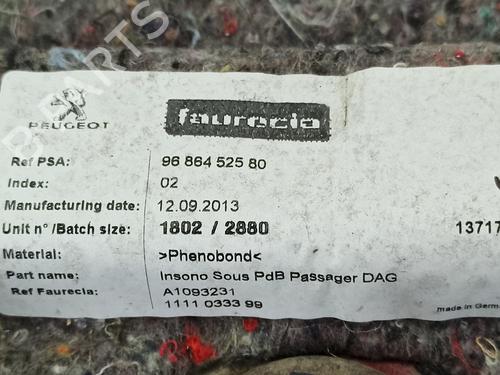 B-PARTS
PEUGEOT
faurecia
Ref PSA: 96 864 525 80
Index: 02
Manufacturing date: 12.09.2013
Unit n° /Batch size: 1802 / 2880 13717
Material: >Phenobond<
Part name: Insono Sous PdB Passager DAG
Ref Faurecia: A1093231
1111 0333 99
made in Germ